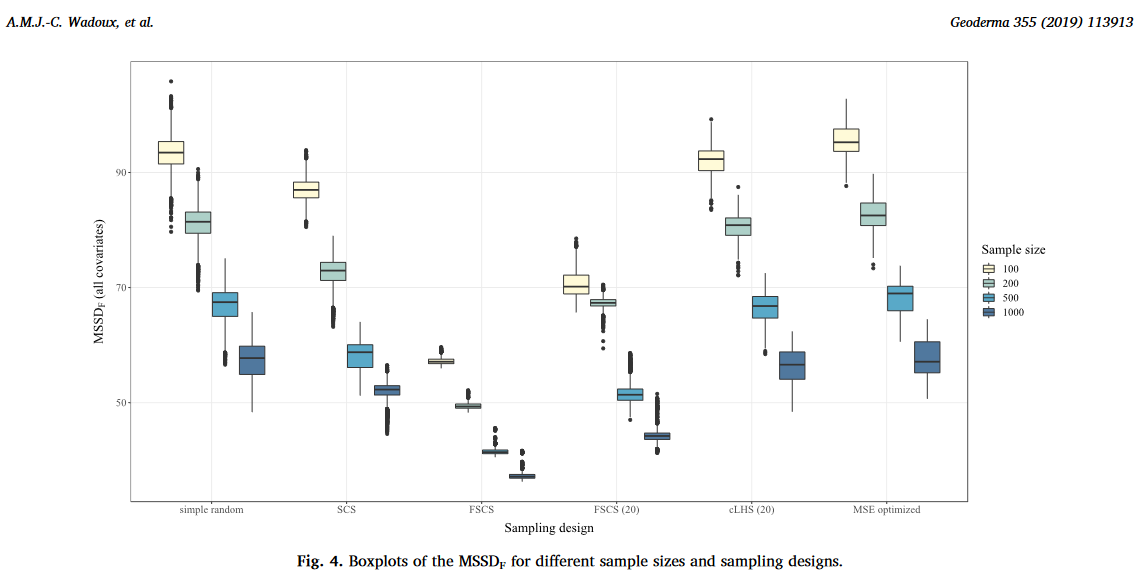 A.M.J.-C. Wadoux, et al.
Geoderma 355 (2019) 113913
MSSDF (all covariates)
90
70
50
simple random
SCS
FSCS
FSCS (20)
cLHS (20)
MSE optimized
Sampling design
Sample size
100
200
500
1000
Fig. 4. Boxplots of the MSSDF for different sample sizes and sampling designs.